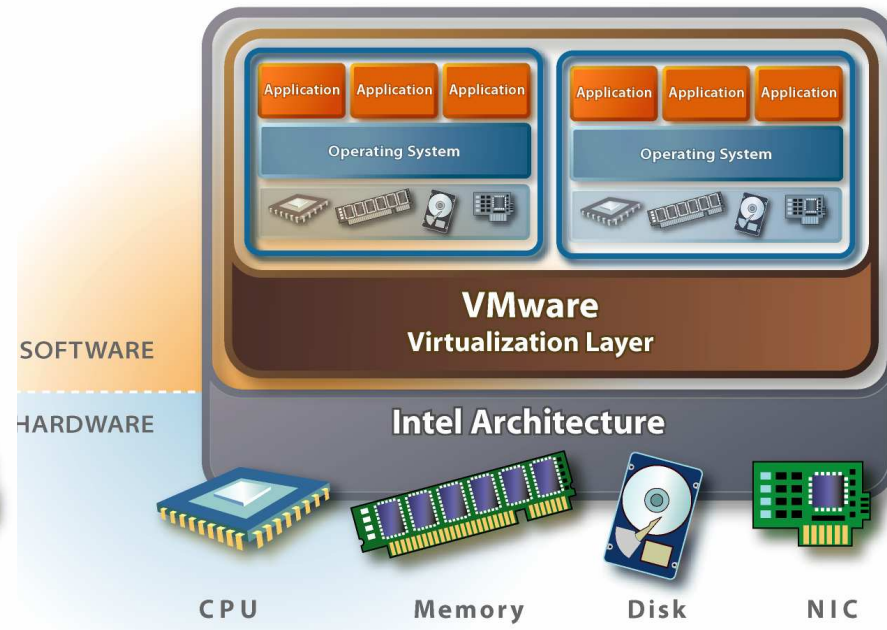 Application Application Application
Application Application Application
Operating System
Operating System
VMware
Virtualization Layer
SOFTWARE
HARDWARE
Intel Architecture
CPU Memory Disk NIC